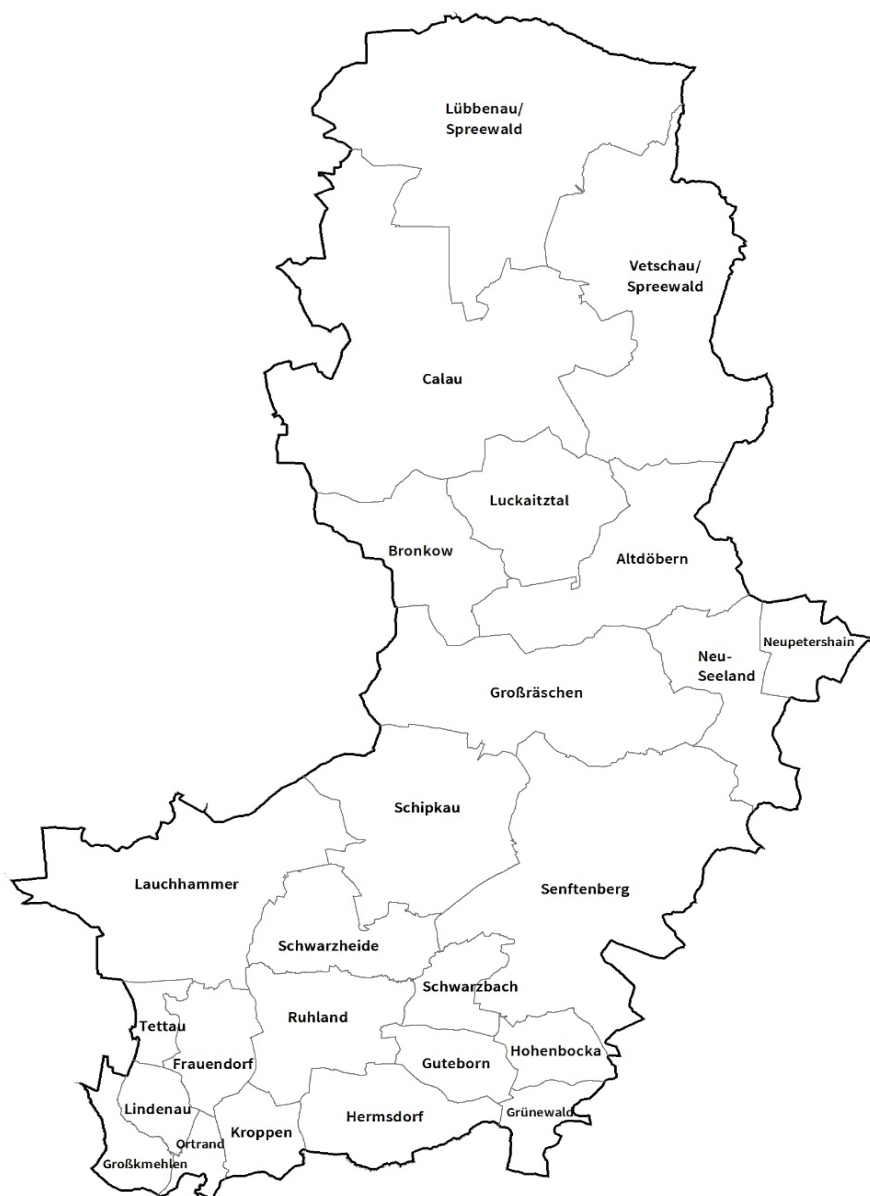 Lübbenau/
Spreewald
Vetschau/
Spreewald
Calau
Luckaitztal
Bronkow
Altdöbern
Neupetershain
Neu-
Seeland
Großräschen
Schipkau
Lauchhammer
Senftenberg
Schwarzheide
Schwarzbach
Ruhland
Tettau
Hohenbocka
Frauendorf
Guteborn
Lindenau
Hermsdorf
Grünewald
Kroppen
Ortrand
Großkmehlen